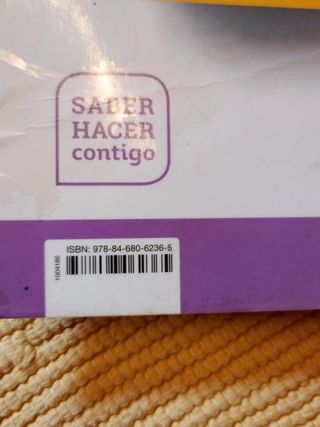 SABER
HACER
contigo
ISBN: 978-84-680-6236-5
1004186